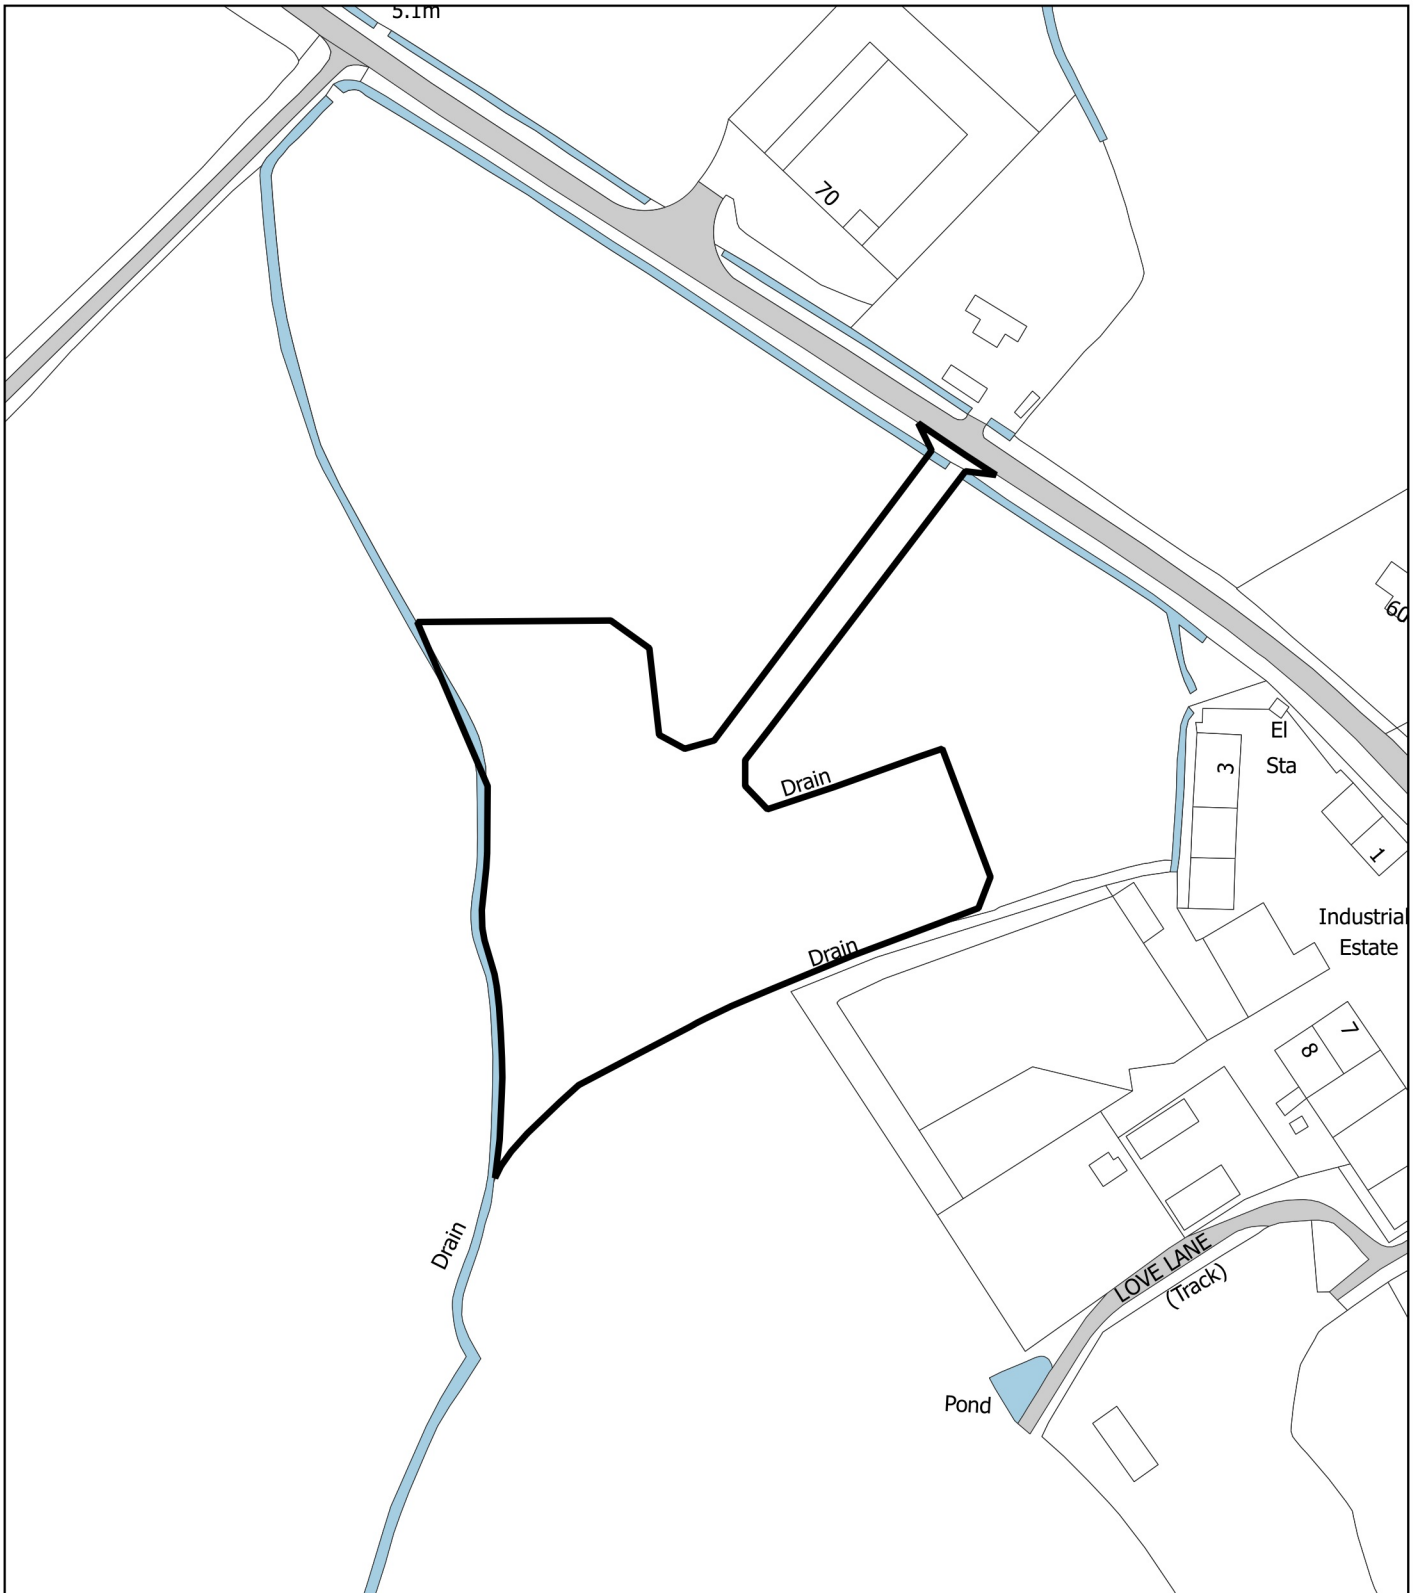 5.1m
70
60
El
Sta
3
Drain
1
Industrial
Estate
Drain
7
8
Drain
LOVE LANE
(Track)
Pond